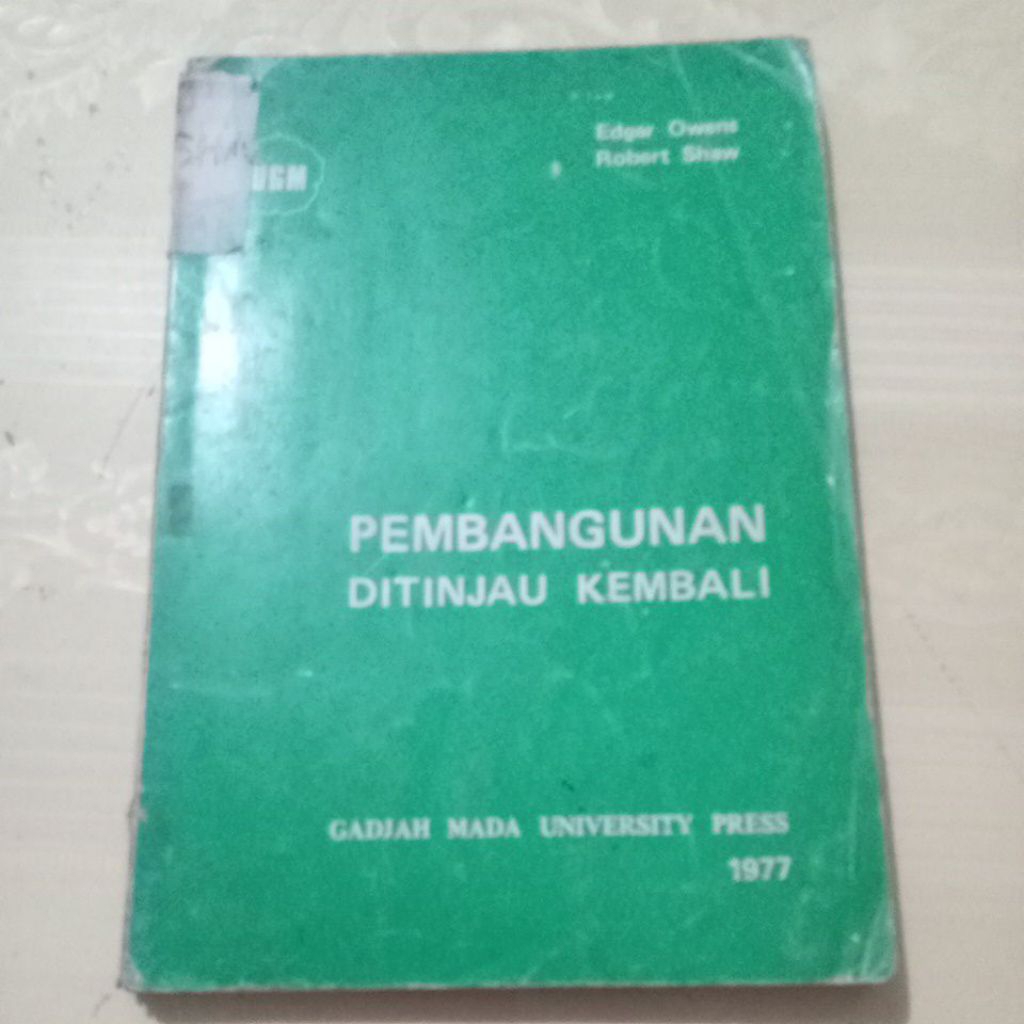 Edgar Owens
Robert Shaw
UGM
PEMBANGUNAN
DITINJAU KEMBALI
GADJAH MADA UNIVERSITY PRESS
1977